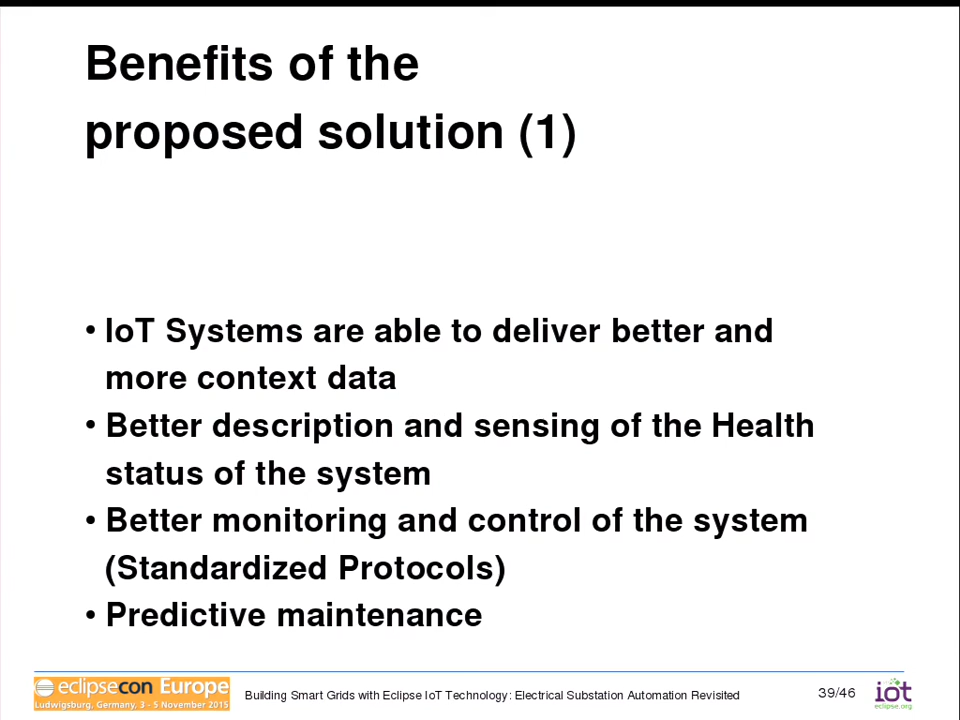 Benefits of the
proposed solution (1)
• IoT Systems are able to deliver better and
more context data
• Better description and sensing of the Health
status of the system
• Better monitoring and control of the system
(Standardized Protocols)
• Predictive maintenance
eclipsecon Europe
Ludwigsburg, Germany, 3 - 5 November 2015
Building Smart Grids with Eclipse IoT Technology: Electrical Substation Automation Revisited
39/46
iot
eclipse.org